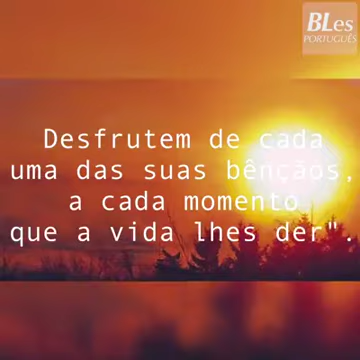 BLes
PORTUGUÊS
Desfrutem de cada
uma das suas bênçãos,
a cada momento
que a vida lhes der".